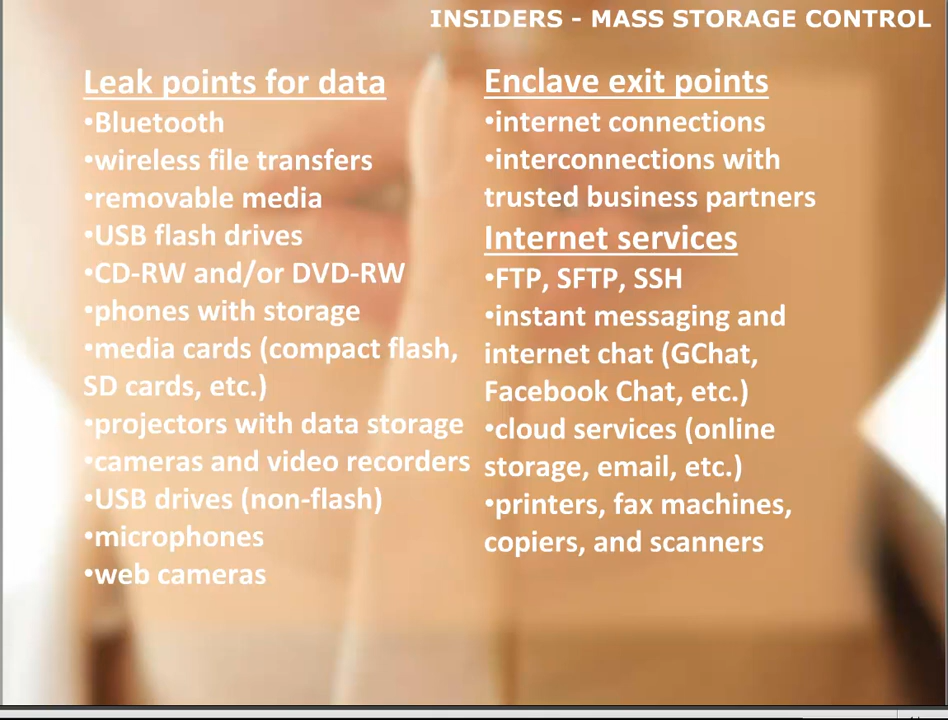 INSIDERS - MASS STORAGE CONTROL
Leak points for data
•Bluetooth
•wireless file transfers
•removable media
•USB flash drives
•CD-RW and/or DVD-RW
•phones with storage
•media cards (compact flash,
SD cards, etc.)
•projectors with data storage
•cameras and video recorders
•USB drives (non-flash)
•microphones
•web cameras
Enclave exit points
•internet connections
•interconnections with
trusted business partners
Internet services
•FTP, SFTP, SSH
•instant messaging and
internet chat (GChat,
Facebook Chat, etc.)
•cloud services (online
storage, email, etc.)
•printers, fax machines,
copiers, and scanners